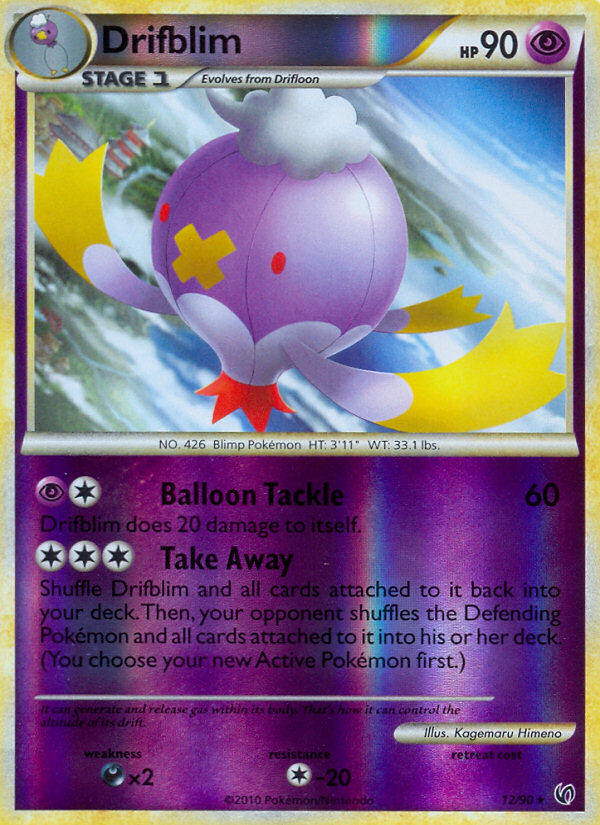 Drifblim
HP 90
STAGE 1
Evolves from Drifloon
NO. 426 Blimp Pokémon HT: 3'11" WT: 33.1 lbs.
Balloon Tackle 60
Drifblim does 20 damage to itself.
Take Away
Shuffle Drifblim and all cards attached to it back into
your deck. Then, your opponent shuffles the Defending
Pokémon and all cards attached to it into his or her deck.
(You choose your new Active Pokémon first.)
It can generate and release gas within its body. That's how it can control the
altitude of its drift.
Illus. Kagemaru Himeno
weakness resistance retreat cost
×2 -20
©2010 Pokémon/Nintendo 12/90 ★